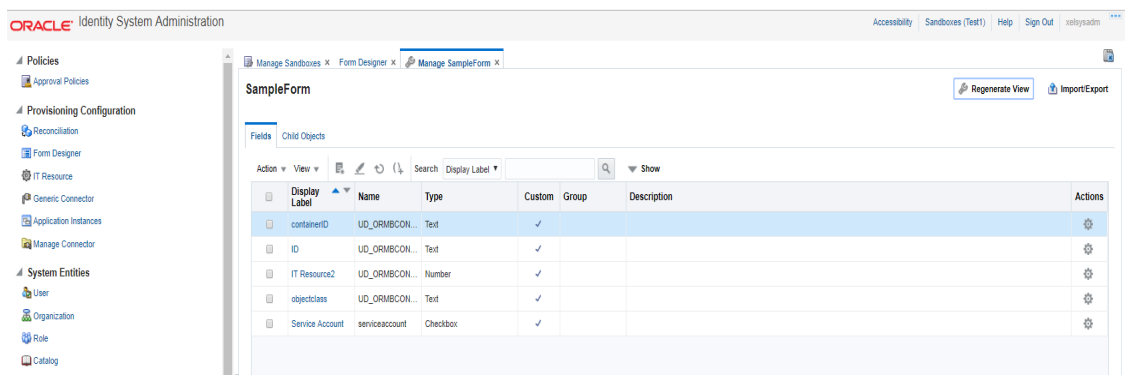 ORACLE Identity System Administration
Accessibility Sandboxes (Test1) Help Sign Out xelsysadm
Policies
Approval Policies
Provisioning Configuration
Reconciliation
Form Designer
IT Resource
Generic Connector
Application Instances
Manage Connector
System Entities
User
Organization
Role
Catalog
Manage Sandboxes × Form Designer × Manage SampleForm ×
SampleForm
Regenerate View Import/Export
Fields Child Objects
Action View Search Display Label Show
Display Label Name Type Custom Group Description Actions
containerID UD_ORMBCON... Text ✓
ID UD_ORMBCON... Text ✓
IT Resource2 UD_ORMBCON... Number ✓
objectclass UD_ORMBCON... Text ✓
Service Account serviceaccount Checkbox ✓